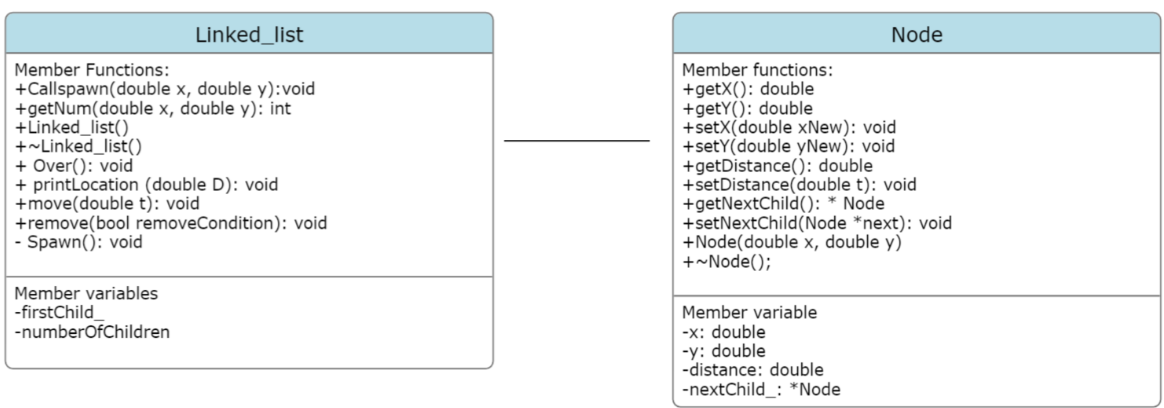 Linked_list
Member Functions:
+Callspawn(double x, double y):void
+getNum(double x, double y): int
+Linked_list()
+~Linked_list()
+ Over(): void
+ printLocation (double D): void
+move(double t): void
+remove(bool removeCondition): void
- Spawn(): void
Member variables
-firstChild_
-numberOfChildren
Node
Member functions:
+getX(): double
+getY(): double
+setX(double xNew): void
+setY(double yNew): void
+getDistance(): double
+setDistance(double t): void
+getNextChild(): * Node
+setNextChild(Node *next): void
+Node(double x, double y)
+~Node();
Member variable
-x: double
-y: double
-distance: double
-nextChild_: *Node